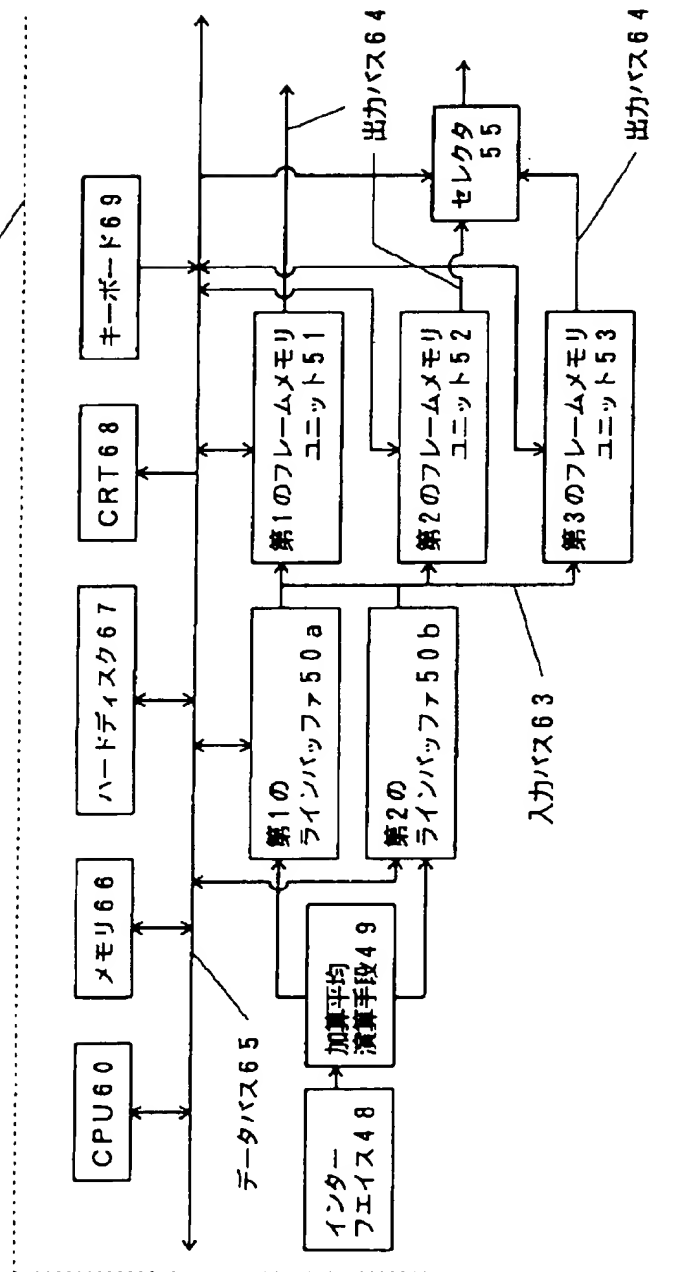 CPU60
メモリ66
ハードディスク67
CRT68
キーボード69
データバス65
インター
フェイス48
加算平均
演算手段49
第1の
ラインバッファ50a
第2の
ラインバッファ50b
入力バス63
第1のフレームメモリ
ユニット51
第2のフレームメモリ
ユニット52
第3のフレームメモリ
ユニット53
出力バス64
セレクタ
55
出力バス64